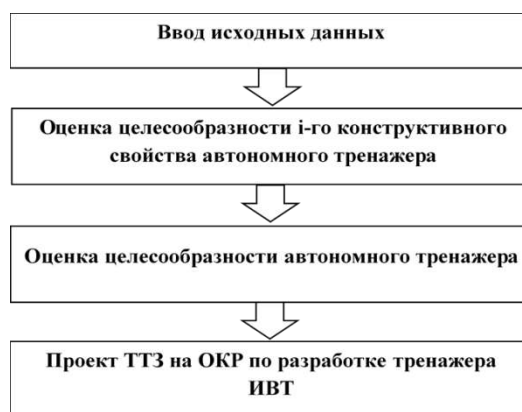 Ввод исходных данных
Оценка целесообразности i-го конструктивного
свойства автономного тренажера
Оценка целесообразности автономного тренажера
Проект ТТЗ на ОКР по разработке тренажера
ИВТ